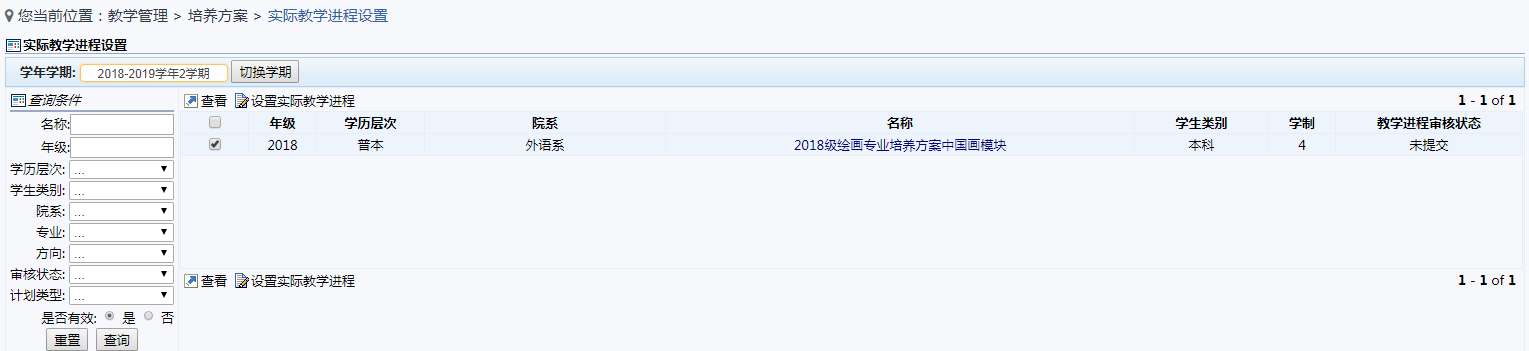 您当前位置：教学管理 > 培养方案 > 实际教学进程设置
实际教学进程设置
学年学期: 2018-2019学年2学期 切换学期
查询条件
名称:
年级:
学历层次: ...
学生类别: ...
院系: ...
专业: ...
方向: ...
审核状态: ...
计划类型: ...
是否有效: 是 否
重置 查询
查看 设置实际教学进程 1 - 1 of 1
年级 学历层次 院系 名称 学生类别 学制 教学进程审核状态
2018 普本 外语系 2018级绘画专业培养方案中国画模块 本科 4 未提交
查看 设置实际教学进程 1 - 1 of 1